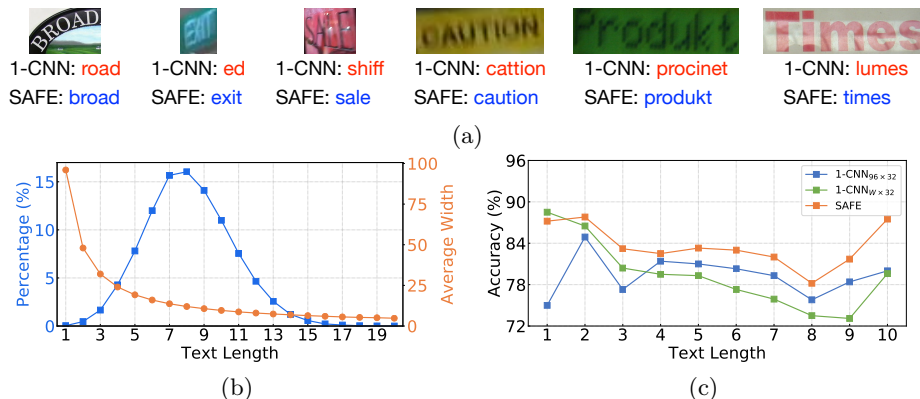 BROAD EXIT SALE CAUTION Produkt Times
1-CNN: road 1-CNN: ed 1-CNN: shiff 1-CNN: cattion 1-CNN: procinet 1-CNN: lumes
SAFE: broad SAFE: exit SAFE: sale SAFE: caution SAFE: produkt SAFE: times
(a)
Percentage (%)
15
10
5
0
1 3 5 7 9 11 13 15 17 19
Text Length
100
75
50
25
0
Average Width
(b)
Accuracy (%)
96
90
84
78
72
1 2 3 4 5 6 7 8 9 10
Text Length
1-CNN96×32
1-CNNW×32
SAFE
(c)